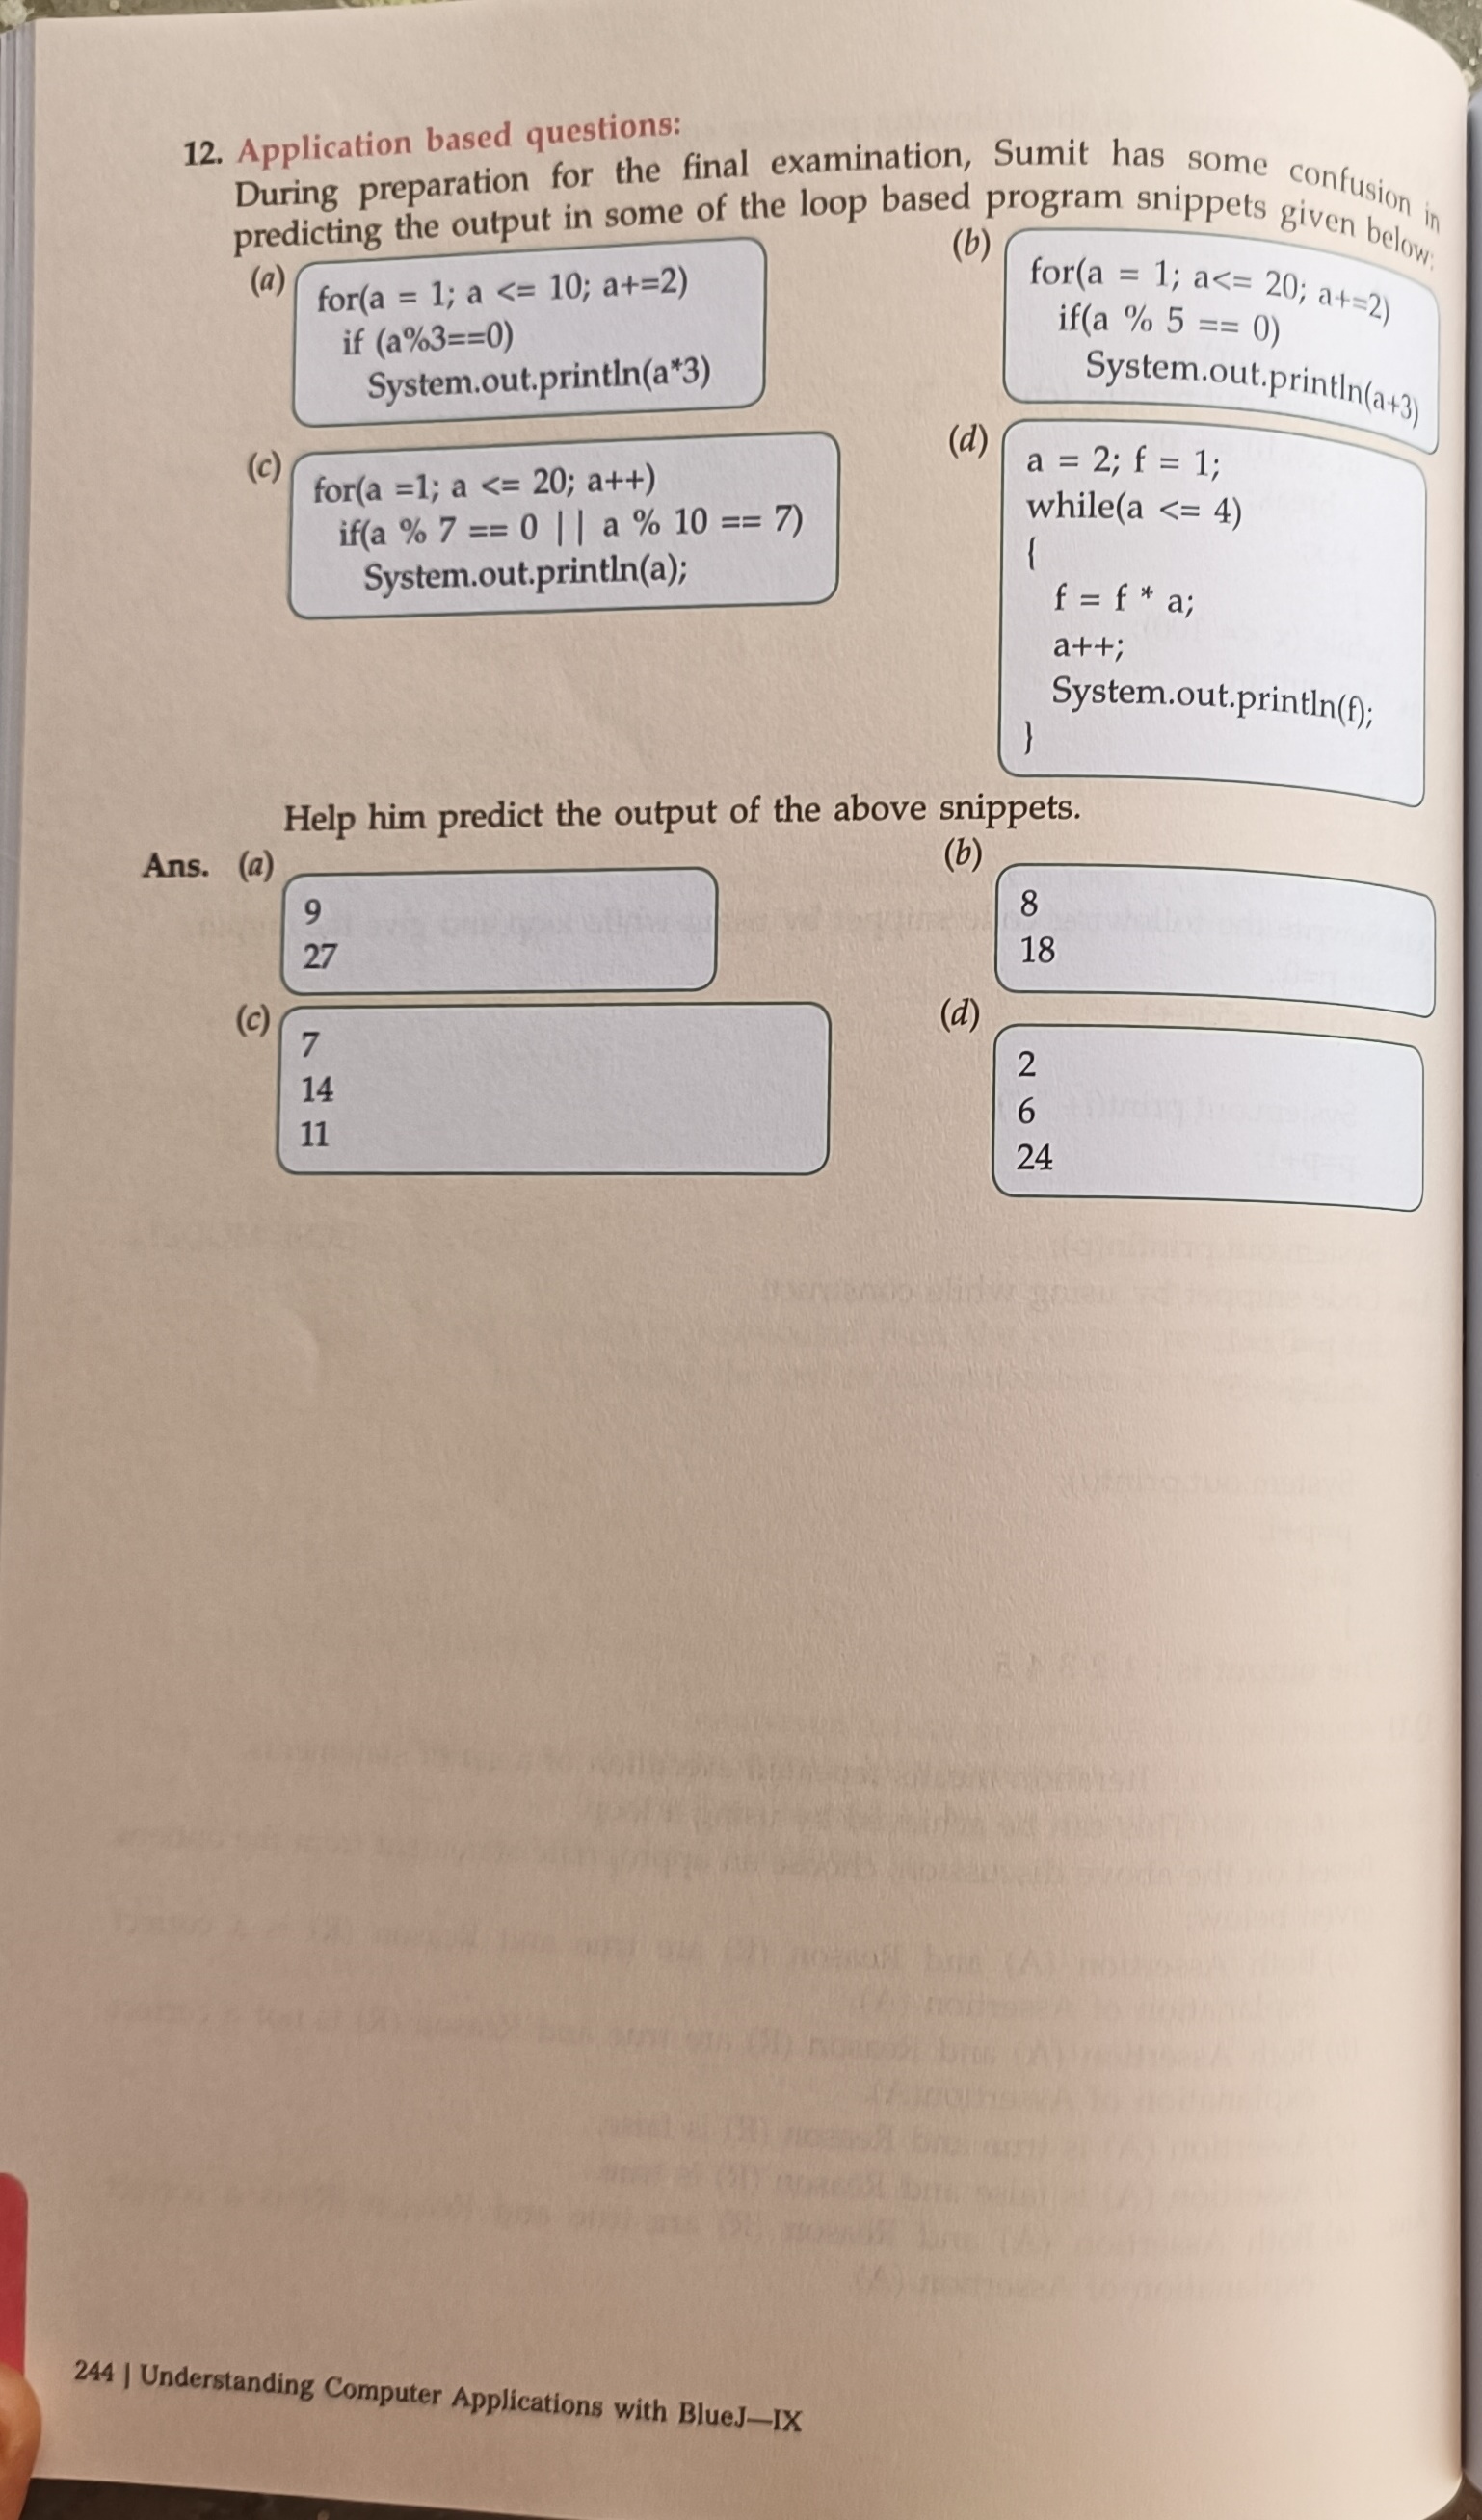 12. Application based questions:
During preparation for the final examination, Sumit has some confusion in
predicting the output in some of the loop based program snippets given below:
(a)
for(a = 1; a <= 10; a+=2)
if (a%3==0)
System.out.println(a*3)
(b)
for(a = 1; a<= 20; a+=2)
if(a % 5 == 0)
System.out.println(a+3)
(c)
for(a =1; a <= 20; a++)
if(a % 7 == 0 || a % 10 == 7)
System.out.println(a);
(d)
a = 2; f = 1;
while(a <= 4)
{
f = f * a;
a++;
System.out.println(f);
}
Help him predict the output of the above snippets.
Ans. (a)
9
27
(b)
8
18
(c)
7
14
11
(d)
2
6
24
244 | Understanding Computer Applications with BlueJ—IX